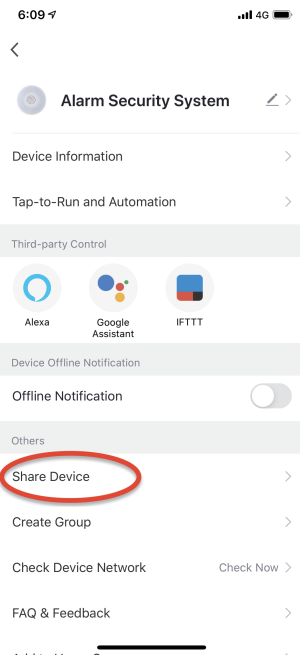 6:09
4G
Alarm Security System
Device Information
Tap-to-Run and Automation
Third-party Control
Alexa
Google
Assistant
IFTTT
Device Offline Notification
Offline Notification
Others
Share Device
Create Group
Check Device Network
Check Now
FAQ & Feedback